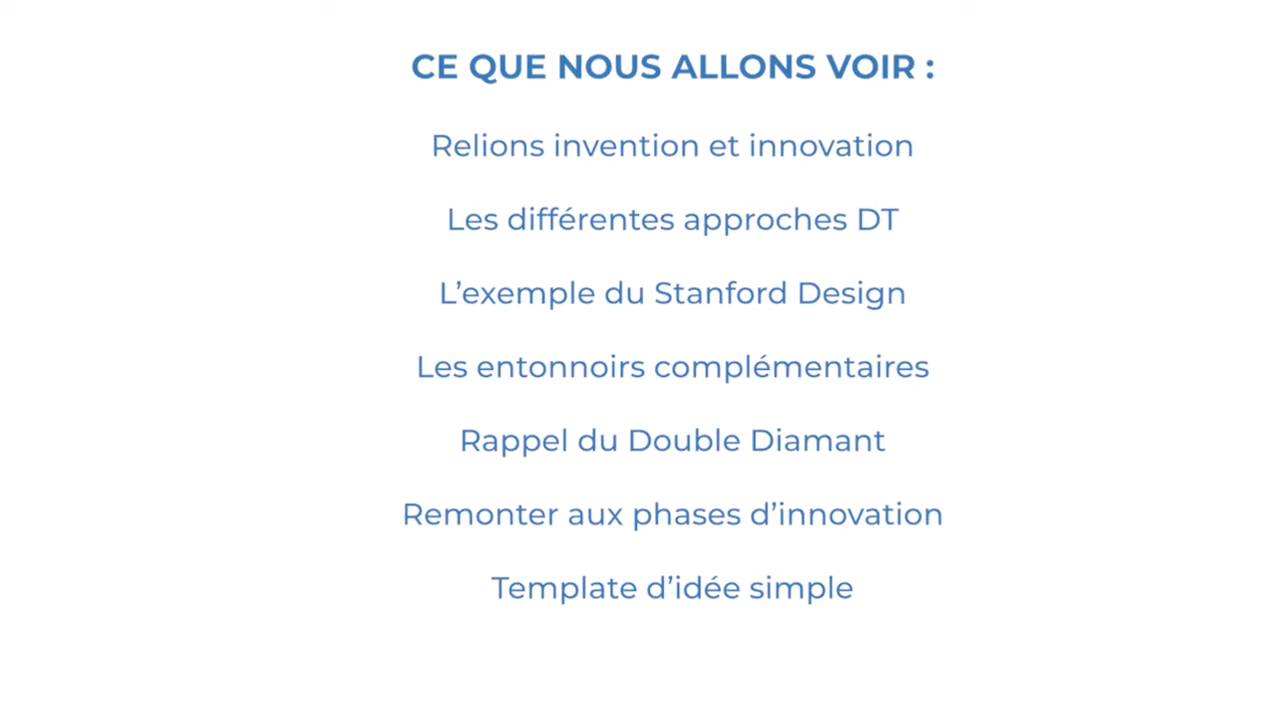 CE QUE NOUS ALLONS VOIR :
Relions invention et innovation
Les différentes approches DT
L’exemple du Stanford Design
Les entonnoirs complémentaires
Rappel du Double Diamant
Remonter aux phases d’innovation
Template d’idée simple